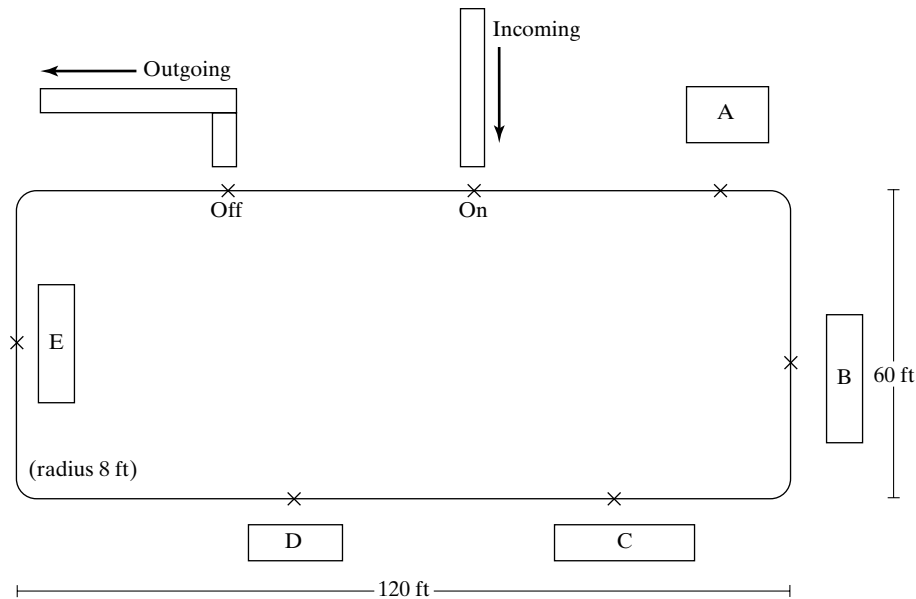 Incoming
Outgoing
A
Off
On
E
B
60 ft
(radius 8 ft)
D
C
120 ft